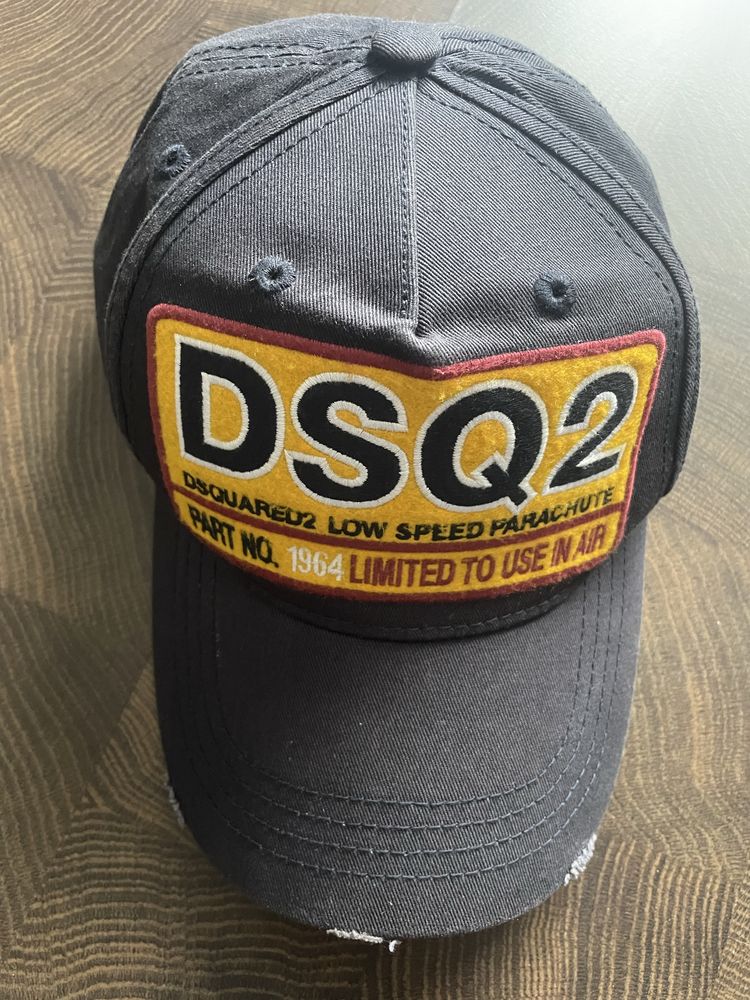 DSQ2
DSQUARED2 LOW SPEED PARACHUTE
PART NO. 1964 LIMITED TO USE IN AIR